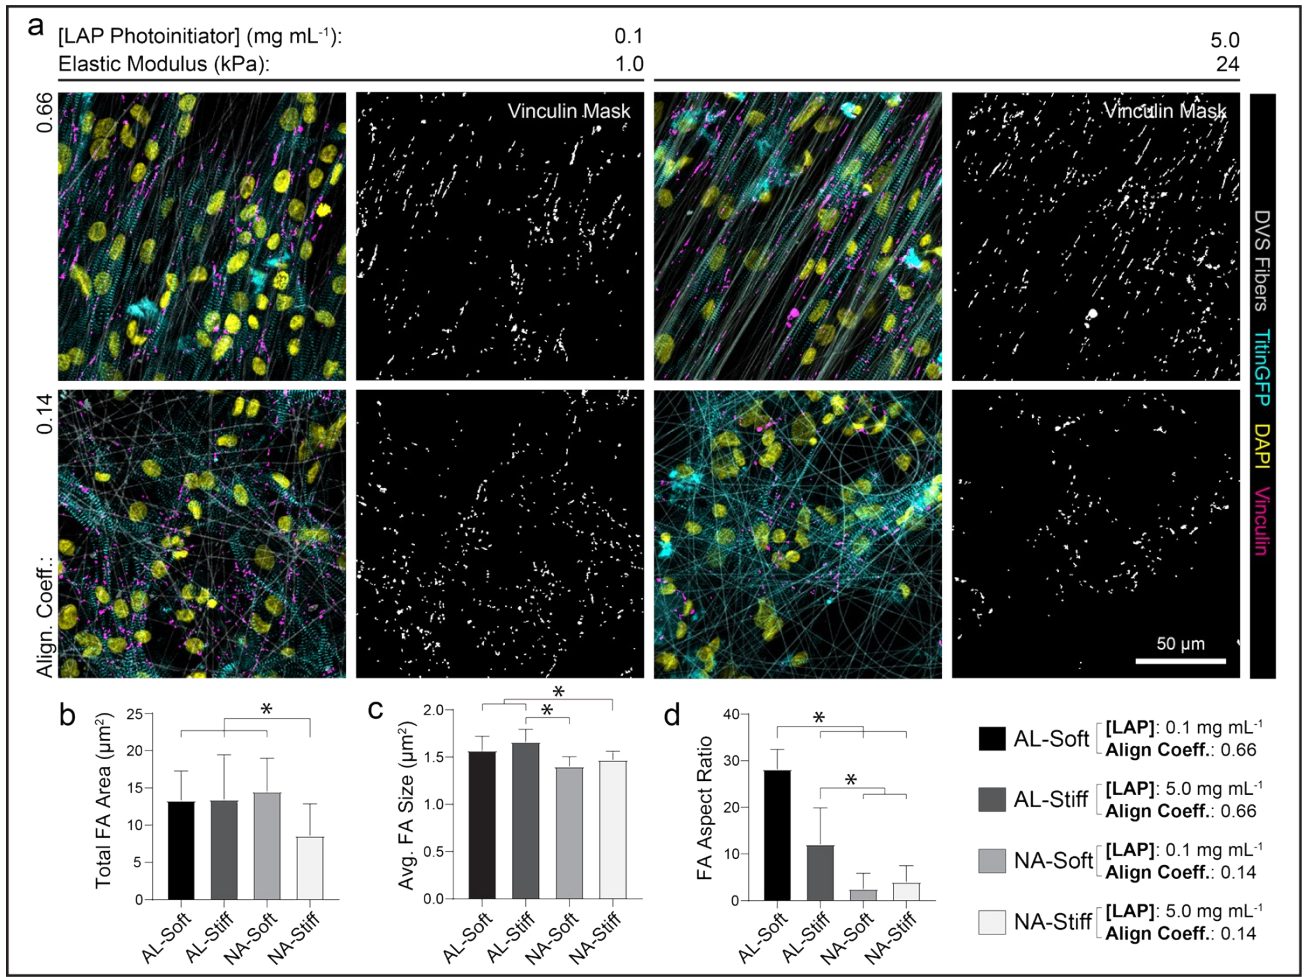 a
[LAP Photoinitiator] (mg mL-1):
0.1
5.0
Elastic Modulus (kPa):
1.0
24
0.66
Vinculin Mask
Vinculin Mask
Align. Coeff.:
0.14
50 µm
DVS Fibers TitinGFP DAPI Vinculin
b
Total FA Area (µm2)
25
20
15
10
5
0
*
AL-Soft
AL-Stiff
NA-Soft
NA-Stiff
c
Avg. FA Size (µm2)
2.0
1.5
1.0
0.5
0.0
*
*
AL-Soft
AL-Stiff
NA-Soft
NA-Stiff
d
FA Aspect Ratio
40
30
20
10
0
*
*
AL-Soft
AL-Stiff
NA-Soft
NA-Stiff
AL-Soft
[LAP]: 0.1 mg mL-1
Align Coeff.: 0.66
AL-Stiff
[LAP]: 5.0 mg mL-1
Align Coeff.: 0.66
NA-Soft
[LAP]: 0.1 mg mL-1
Align Coeff.: 0.14
NA-Stiff
[LAP]: 5.0 mg mL-1
Align Coeff.: 0.14